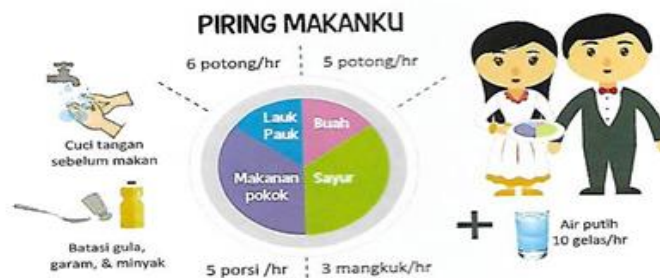 PIRING MAKANKU
6 potong/hr
5 potong/hr
Cuci tangan
sebelum makan
Lauk
Pauk
Buah
Makanan
pokok
Sayur
Batasi gula,
garam, & minyak
5 porsi /hr
3 mangkuk/hr
+
Air putih
10 gelas/hr